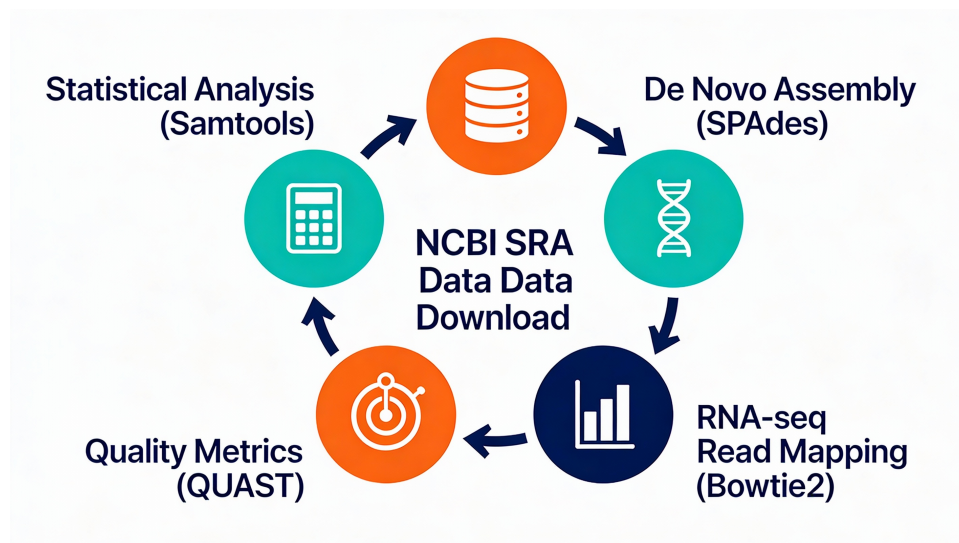 Statistical Analysis
(Samtools)
De Novo Assembly
(SPAdes)
NCBI SRA
Data Data
Download
Quality Metrics
(QUAST)
RNA-seq
Read Mapping
(Bowtie2)